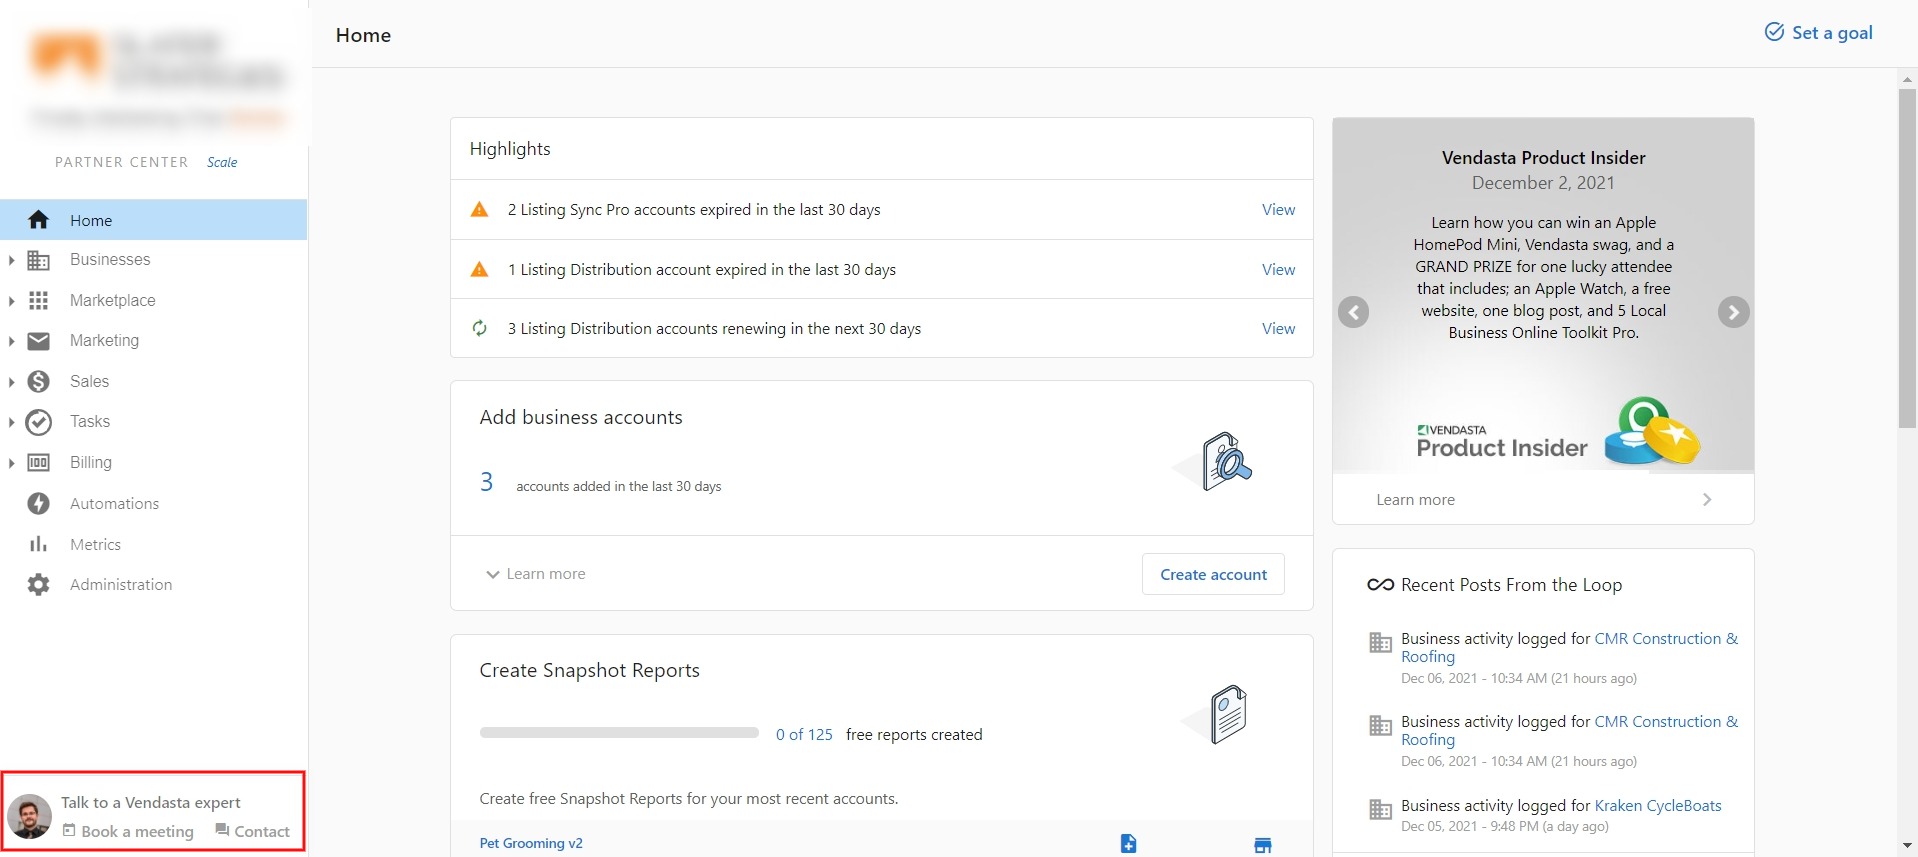 PARTNER CENTER Scale
Home
Businesses
Marketplace
Marketing
Sales
Tasks
Billing
Automations
Metrics
Administration
Talk to a Vendasta expert
Book a meeting Contact
Home
Set a goal
Highlights
2 Listing Sync Pro accounts expired in the last 30 days View
1 Listing Distribution account expired in the last 30 days View
3 Listing Distribution accounts renewing in the next 30 days View
Add business accounts
3 accounts added in the last 30 days
Learn more
Create account
Create Snapshot Reports
0 of 125 free reports created
Create free Snapshot Reports for your most recent accounts.
Pet Grooming v2
Vendasta Product Insider
December 2, 2021
Learn how you can win an Apple
HomePod Mini, Vendasta swag, and a
GRAND PRIZE for one lucky attendee
that includes; an Apple Watch, a free
website, one blog post, and 5 Local
Business Online Toolkit Pro.
VENDASTA
Product Insider
Learn more
Recent Posts From the Loop
Business activity logged for CMR Construction &
Roofing
Dec 06, 2021 - 10:34 AM (21 hours ago)
Business activity logged for CMR Construction &
Roofing
Dec 06, 2021 - 10:34 AM (21 hours ago)
Business activity logged for Kraken CycleBoats
Dec 05, 2021 - 9:48 PM (a day ago)